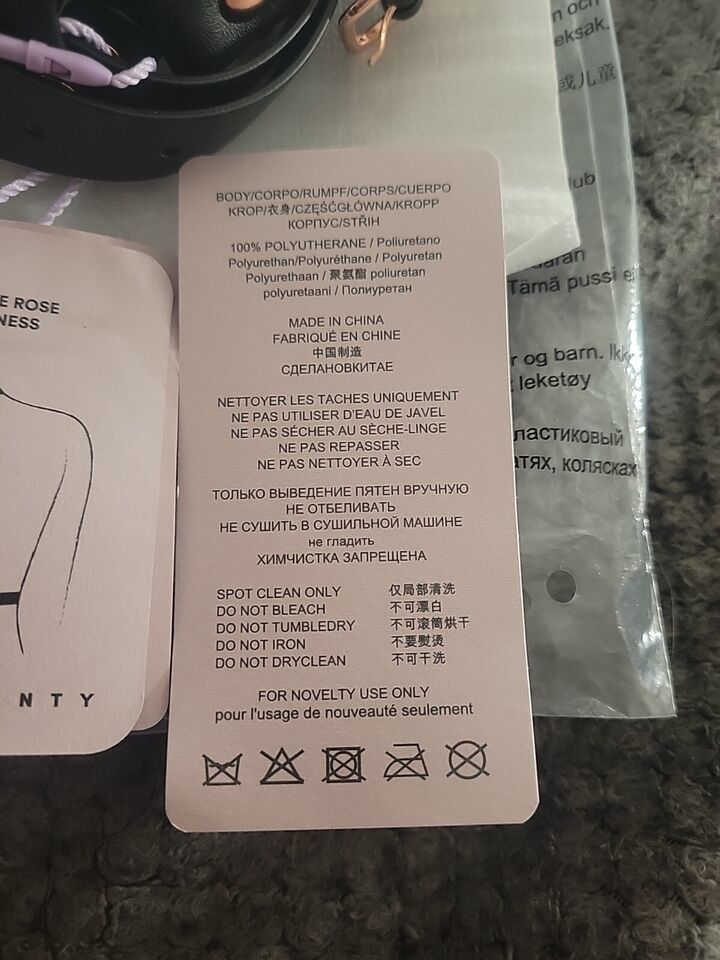 BODY/CORPO/RUMPF/CORPS/CUERPO
KROP/衣身/CZĘŚĆGŁÓWNA/KROPP
КОРПУС/STŘIH
100% POLYUTHERANE / Poliuretano
Polyurethan/Polyuréthane / Polyuretan
Polyurethaan / 聚氨酯 poliuretan
polyuretaani / Полиуретан
MADE IN CHINA
FABRIQUÉ EN CHINE
中国制造
СДЕЛАНОВКИТАЕ
NETTOYER LES TACHES UNIQUEMENT
NE PAS UTILISER D'EAU DE JAVEL
NE PAS SÉCHER AU SÈCHE-LINGE
NE PAS REPASSER
NE PAS NETTOYER À SEC
ТОЛЬКО ВЫВЕДЕНИЕ ПЯТЕН ВРУЧНУЮ
НЕ ОТБЕЛИВАТЬ
НЕ СУШИТЬ В СУШИЛЬНОЙ МАШИНЕ
не гладить
ХИМЧИСТКА ЗАПРЕЩЕНА
SPOT CLEAN ONLY 仅局部清洗
DO NOT BLEACH 不可漂白
DO NOT TUMBLEDRY 不可滚筒烘干
DO NOT IRON 不要熨烫
DO NOT DRYCLEAN 不可干洗
FOR NOVELTY USE ONLY
pour l'usage de nouveauté seulement
E ROSE
NESS
NTY
n och
eksak.
或儿童
lub
Tämä pussi e
r og barn. Ikk
leketøy
ластиковый
атях, колясках